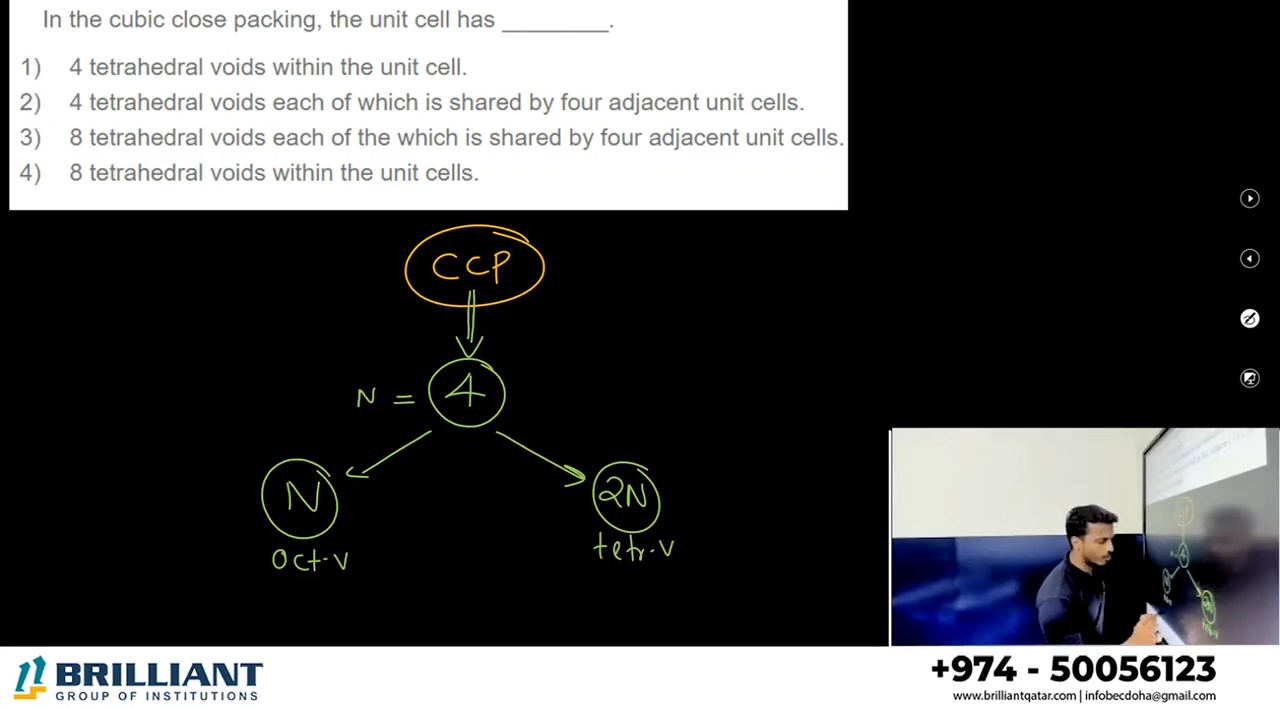 In the cubic close packing, the unit cell has ________.
1) 4 tetrahedral voids within the unit cell.
2) 4 tetrahedral voids each of which is shared by four adjacent unit cells.
3) 8 tetrahedral voids each of the which is shared by four adjacent unit cells.
4) 8 tetrahedral voids within the unit cells.
CCP
N = 4
N 2N
Oct-v tetr-v
BRILLIANT
GROUP OF INSTITUTIONS
+974 - 50056123
www.brilliantqatar.com | infobecdoha@gmail.com